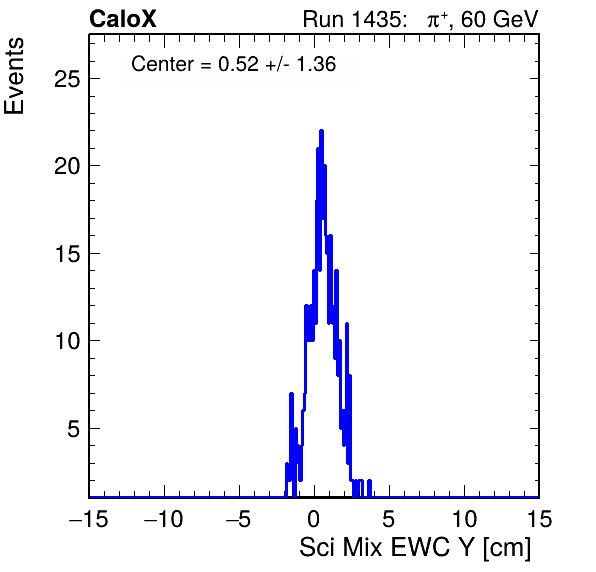 CaloX Run 1435: π⁺, 60 GeV
Center = 0.52 +/- 1.36
Events
25
20
15
10
5
−15 −10 −5 0 5 10 15
Sci Mix EWC Y [cm]